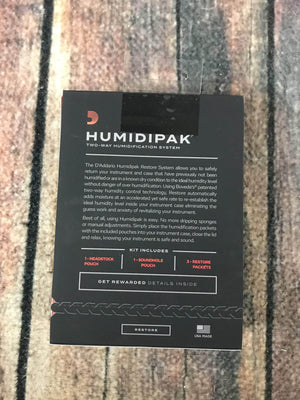 HUMIDIPAK
TWO-WAY HUMIDIFICATION SYSTEM
The D'Addario Humidipak Restore System allows you to safely
return your instrument and case that have previously not been
humidified or are in a known dry condition to the ideal humidity level
without danger of over humidification. Using Boveda's® patented
two-way humidity control technology, Restore automatically
adds moisture at an accelerated yet safe rate to re-establish the
ideal humidity level inside your instrument case eliminating the
guess work and anxiety of revitalizing your instrument.
Best of all, using Humidipak is easy. No more dripping sponges
or manual adjustments. Simply place the humidification packets
with the included pouches into your instrument case, close the lid
and relax, knowing your instrument is safe and sound.
KIT INCLUDES
1 - HEADSTOCK
POUCH
1 - SOUNDHOLE
POUCH
3 - RESTORE
PACKETS
GET REWARDED DETAILS INSIDE
RESTORE
USA MADE